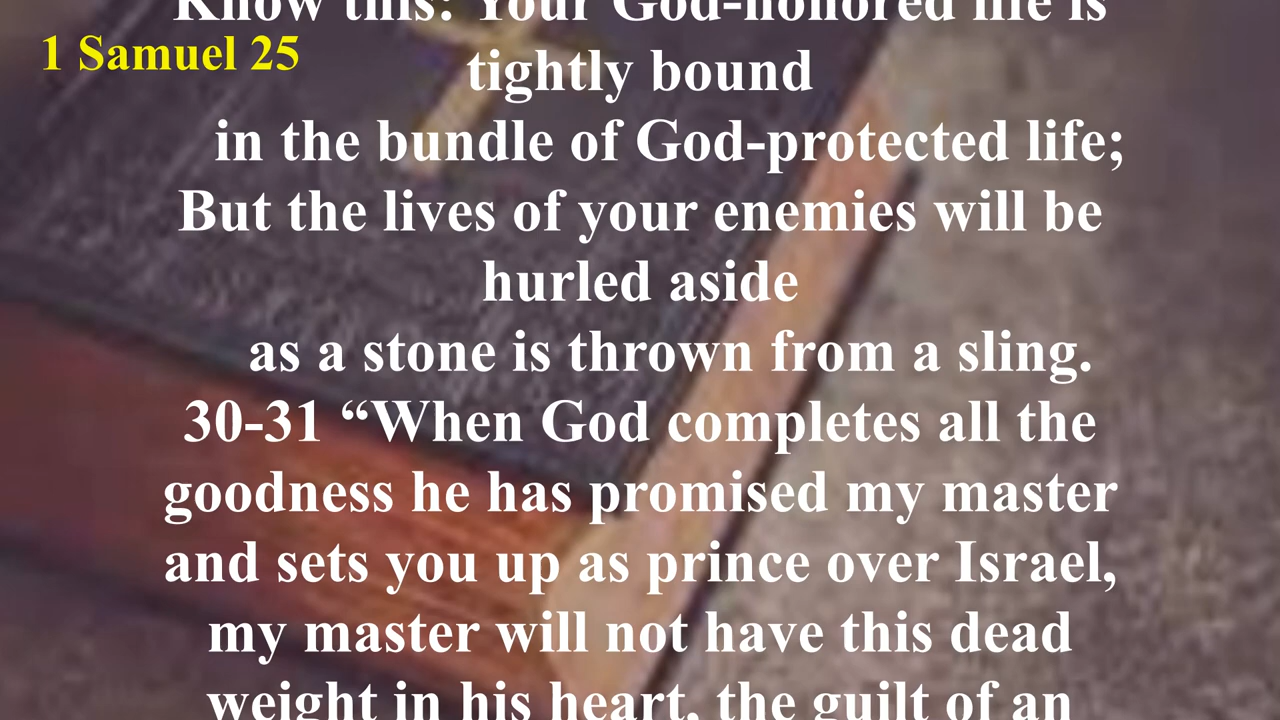 Know this: Your God-honored life is
1 Samuel 25
tightly bound
in the bundle of God-protected life;
But the lives of your enemies will be
hurled aside
as a stone is thrown from a sling.
30-31 “When God completes all the
goodness he has promised my master
and sets you up as prince over Israel,
my master will not have this dead
weight in his heart, the guilt of an